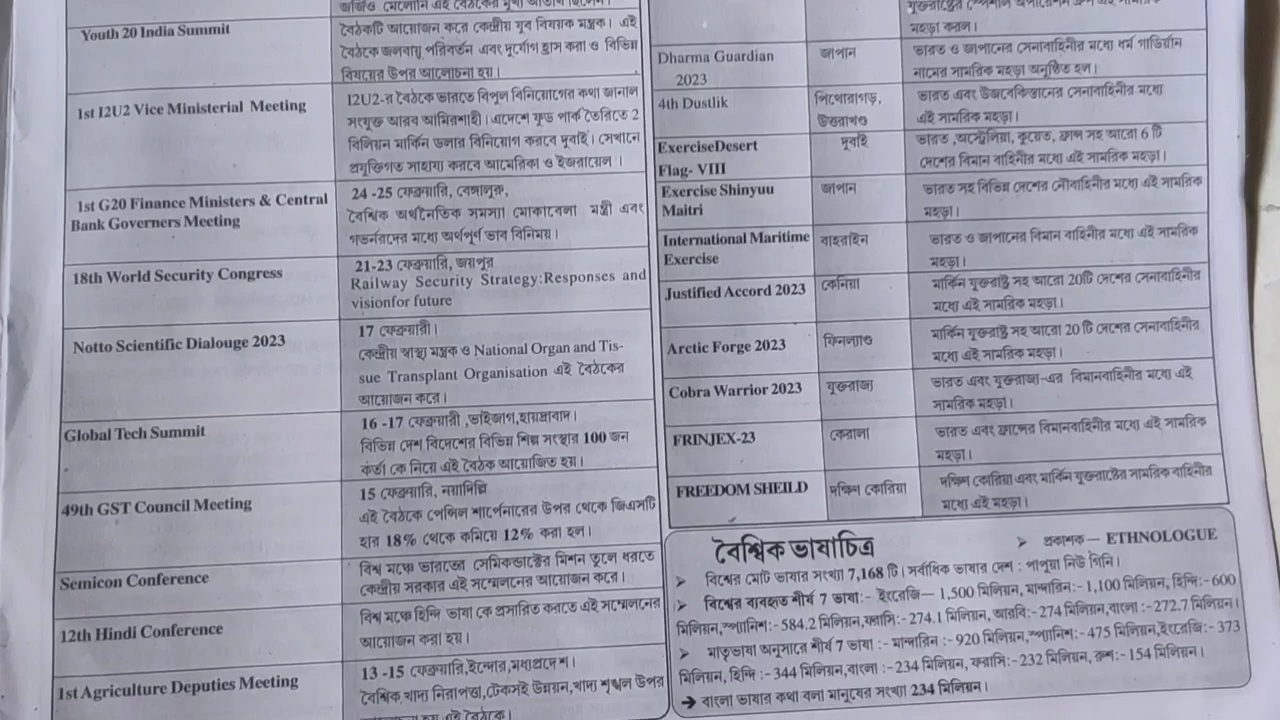 Youth 20 India Summit
বৈঠকটি আয়োজন করে কেন্দ্রীয় যুব বিষয়ক মন্ত্রক। এই
বৈঠকে জলবায়ু পরিবর্তন এবং দুর্যোগ হ্রাস করা ও বিভিন্ন
বিষয়ের উপর আলোচনা হয়।
1st I2U2 Vice Ministerial Meeting
I2U2-র বৈঠকে ভারতে বিপুল বিনিয়োগের কথা জানাল
সংযুক্ত আরব আমিরশাহী। এদেশে ফুড পার্ক তৈরিতে 2
বিলিয়ন মার্কিন ডলার বিনিয়োগ করবে দুবাই। সেখানে
প্রযুক্তিগত সাহায্য করবে আমেরিকা ও ইজরায়েল।
1st G20 Finance Ministers & Central
Bank Governers Meeting
24 -25 ফেব্রুয়ারি, বেঙ্গালুরু,
বৈশ্বিক অর্থনৈতিক সমস্যা মোকাবেলা মন্ত্রী এবং
গভর্নরদের মধ্যে অর্থপূর্ণ ভাব বিনিময়।
18th World Security Congress
21-23 ফেব্রুয়ারি, জয়পুর
Railway Security Strategy:Responses and
visionfor future
Notto Scientific Dialouge 2023
17 ফেব্রুয়ারী।
কেন্দ্রীয় স্বাস্থ্য মন্ত্রক ও National Organ and Tis-
sue Transplant Organisation এই বৈঠকের
আয়োজন করে।
Global Tech Summit
16 -17 ফেব্রুয়ারী, ভাইজাগ,হায়দ্রাবাদ।
বিভিন্ন দেশ বিদেশের বিভিন্ন শিল্প সংস্থার 100 জন
কর্তা কে নিয়ে এই বৈঠক আয়োজিত হয়।
49th GST Council Meeting
15 ফেব্রুয়ারি, নয়াদিল্লি
এই বৈঠকে পেন্সিল শার্পেনারের উপর থেকে জিএসটি
হার 18% থেকে কমিয়ে 12% করা হল।
Semicon Conference
বিশ্ব মঞ্চে ভারতের সেমিকন্ডাক্টর মিশন তুলে ধরতে
কেন্দ্রীয় সরকার এই সম্মেলনের আয়োজন করে।
12th Hindi Conference
বিশ্ব মঞ্চে হিন্দি ভাষা কে প্রসারিত করতে এই সম্মেলনের
আয়োজন করা হয়।
1st Agriculture Deputies Meeting
13 -15 ফেব্রুয়ারি,ইন্দোর,মধ্যপ্রদেশ।
বৈশ্বিক খাদ্য নিরাপত্তা,টেকসই উন্নয়ন,খাদ্য শৃঙ্খল উপর
মহড়া করল।
Dharma Guardian
2023
জাপান
ভারত ও জাপানের সেনাবাহিনীর মধ্যে ধর্ম গার্ডিয়ান
নামের সামরিক মহড়া অনুষ্ঠিত হল।
4th Dustlik
পিথোরাগড়,
উত্তরাখণ্ড
ভারত এবং উজবেকিস্তানের সেনাবাহিনীর মধ্যে
এই সামরিক মহড়া।
ExerciseDesert
Flag- VIII
দুবাই
ভারত ,অস্ট্রেলিয়া, কুয়েত, ফ্রান্স সহ আরো 6 টি
দেশের বিমান বাহিনীর মধ্যে এই সামরিক মহড়া।
Exercise Shinyuu
Maitri
জাপান
ভারত সহ বিভিন্ন দেশের নৌবাহিনীর মধ্যে এই সামরিক
মহড়া।
International Maritime
Exercise
বাহরাইন
ভারত ও জাপানের বিমান বাহিনীর মধ্যে এই সামরিক
মহড়া।
Justified Accord 2023
কেনিয়া
মার্কিন যুক্তরাষ্ট্র সহ আরো 20টি দেশের সেনাবাহিনীর
মধ্যে এই সামরিক মহড়া।
Arctic Forge 2023
ফিনল্যাণ্ড
মার্কিন যুক্তরাষ্ট্র সহ আরো 20 টি দেশের সেনাবাহিনীর
মধ্যে এই সামরিক মহড়া।
Cobra Warrior 2023
যুক্তরাজ্য
ভারত এবং যুক্তরাজ্য-এর বিমানবাহিনীর মধ্যে এই
সামরিক মহড়া।
FRINJEX-23
কেরালা
ভারত এবং ফ্রান্সের বিমানবাহিনীর মধ্যে এই সামরিক
মহড়া।
FREEDOM SHEILD
দক্ষিণ কোরিয়া
দক্ষিণ কোরিয়া এবং মার্কিন যুক্তরাষ্ট্রের সামরিক বাহিনীর
মধ্যে এই সামরিক মহড়া।
বৈশ্বিক ভাষাচিত্র
➤ প্রকাশক — ETHNOLOGUE
➤ বিশ্বের মোট ভাষার সংখ্যা 7,168 টি। সর্বাধিক ভাষার দেশ : পাপুয়া নিউ গিনি।
➤ বিশ্বের ব্যবহৃত শীর্ষ 7 ভাষা:- ইংরেজি— 1,500 মিলিয়ন, মান্দারিন:- 1,100 মিলিয়ন, হিন্দি:-600
মিলিয়ন,স্প্যানিশ:-584.2 মিলিয়ন,ফরাসি:-274.1 মিলিয়ন, আরবি:-274 মিলিয়ন,বাংলা :-272.7 মিলিয়ন।
➤ মাতৃভাষা অনুসারে শীর্ষ 7 ভাষা :- মান্দারিন :-920 মিলিয়ন,স্প্যানিশ:-475 মিলিয়ন,ইংরেজি:- 373
মিলিয়ন, হিন্দি :-344 মিলিয়ন,বাংলা :-234 মিলিয়ন, ফরাসি:-232 মিলিয়ন, রুশ:-154 মিলিয়ন।
➔ বাংলা ভাষার কথা বলা মানুষের সংখ্যা 234 মিলিয়ন।